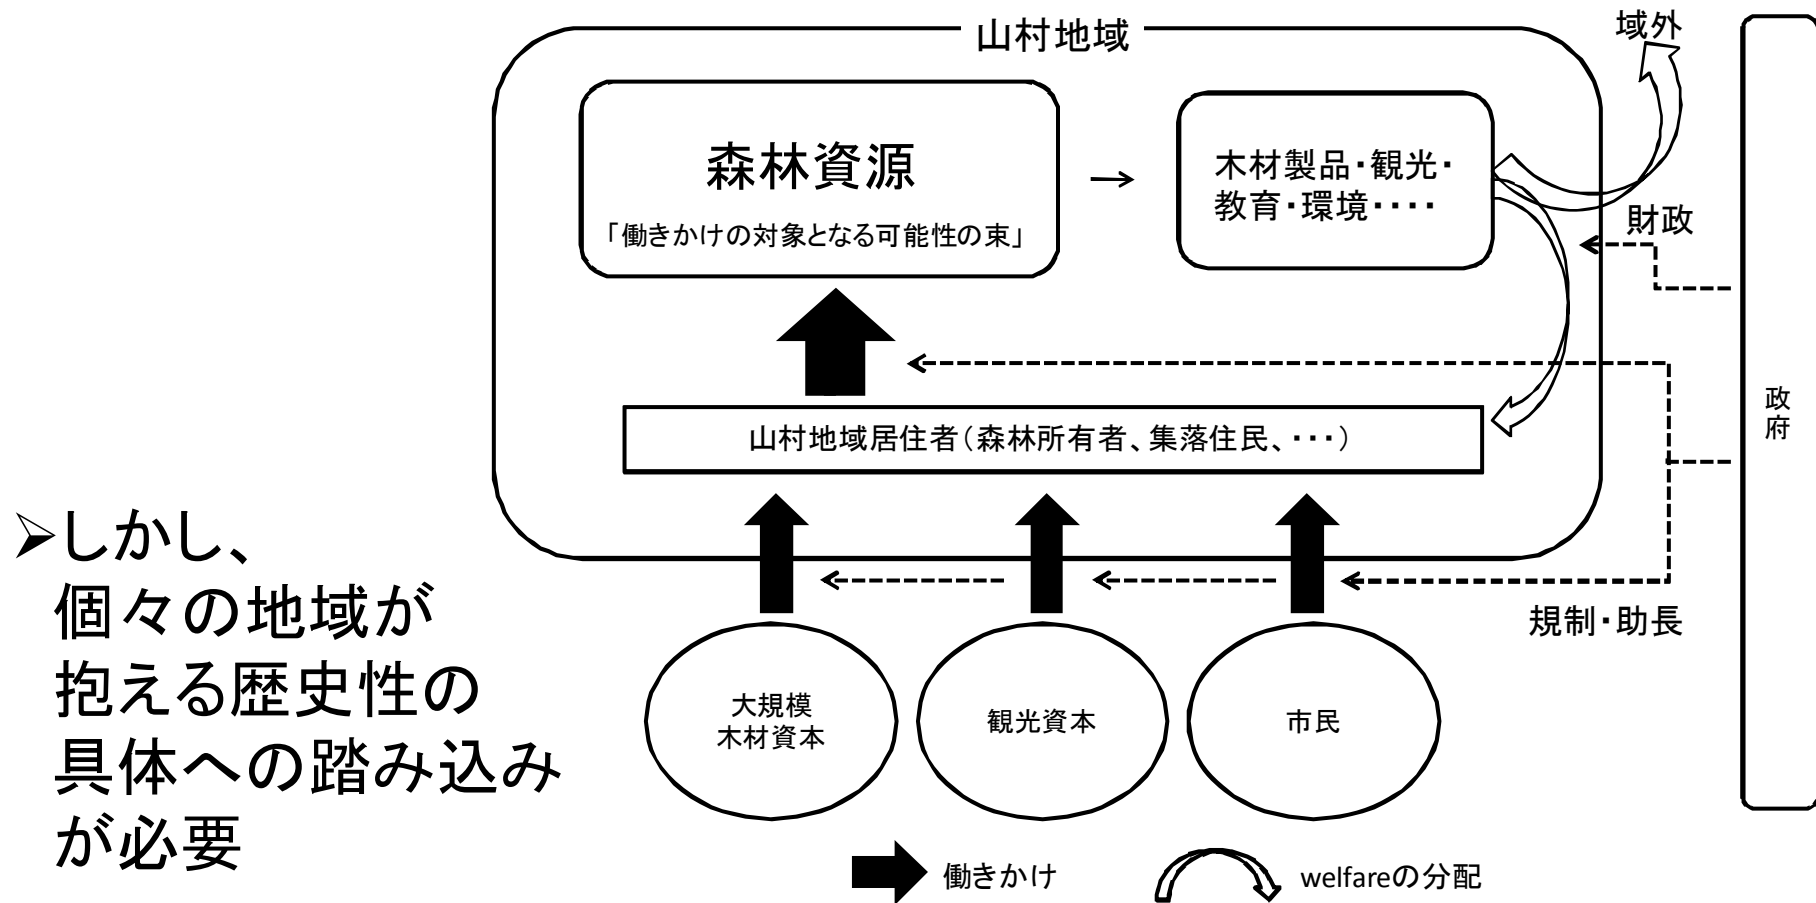 山村地域
域外
森林資源
「働きかけの対象となる可能性の束」
木材製品・観光・
教育・環境・・・・
財政
政府
山村地域居住者(森林所有者、集落住民、・・・)
規制・助長
大規模
木材資本
観光資本
市民
➢しかし、
個々の地域が
抱える歴史性の
具体への踏み込み
が必要
働きかけ
welfareの分配